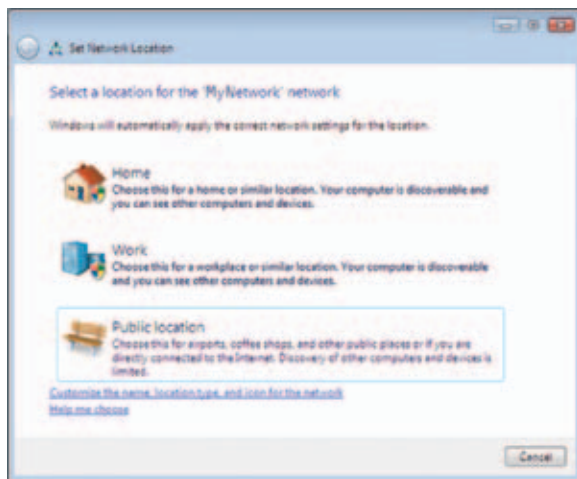 Set Network Location
Select a location for the 'MyNetwork' network
Windows will automatically apply the correct network settings for the location.
Home
Choose this for a home or similar location. Your computer is discoverable and
you can see other computers and devices.
Work
Choose this for a workplace or similar location. Your computer is discoverable
and you can see other computers and devices.
Public location
Choose this for airports, coffee shops, and other public places or if you are
directly connected to the Internet. Discovery of other computers and devices is
limited.
Customize the name, location type, and icon for the network
Help me choose
Cancel